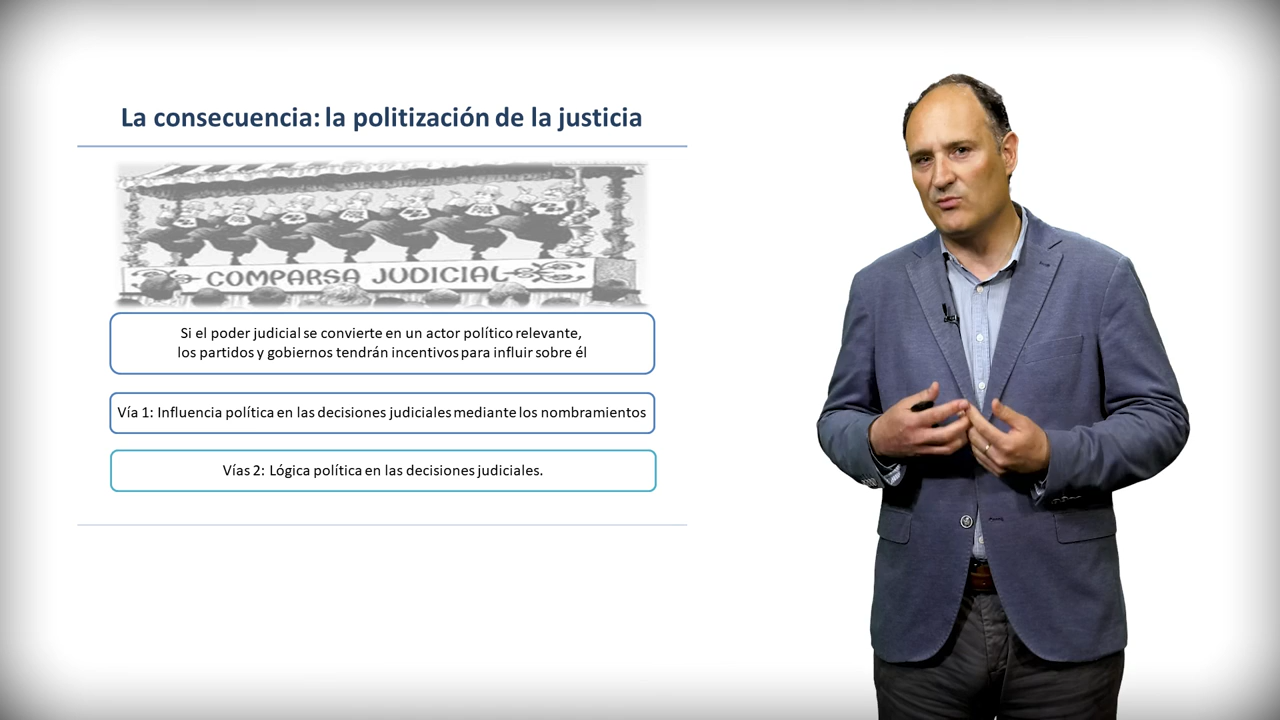 La consecuencia: la politización de la justicia
COMPARSA JUDICIAL
Si el poder judicial se convierte en un actor político relevante,
los partidos y gobiernos tendrán incentivos para influir sobre él
Vía 1: Influencia política en las decisiones judiciales mediante los nombramientos
Vías 2: Lógica política en las decisiones judiciales.